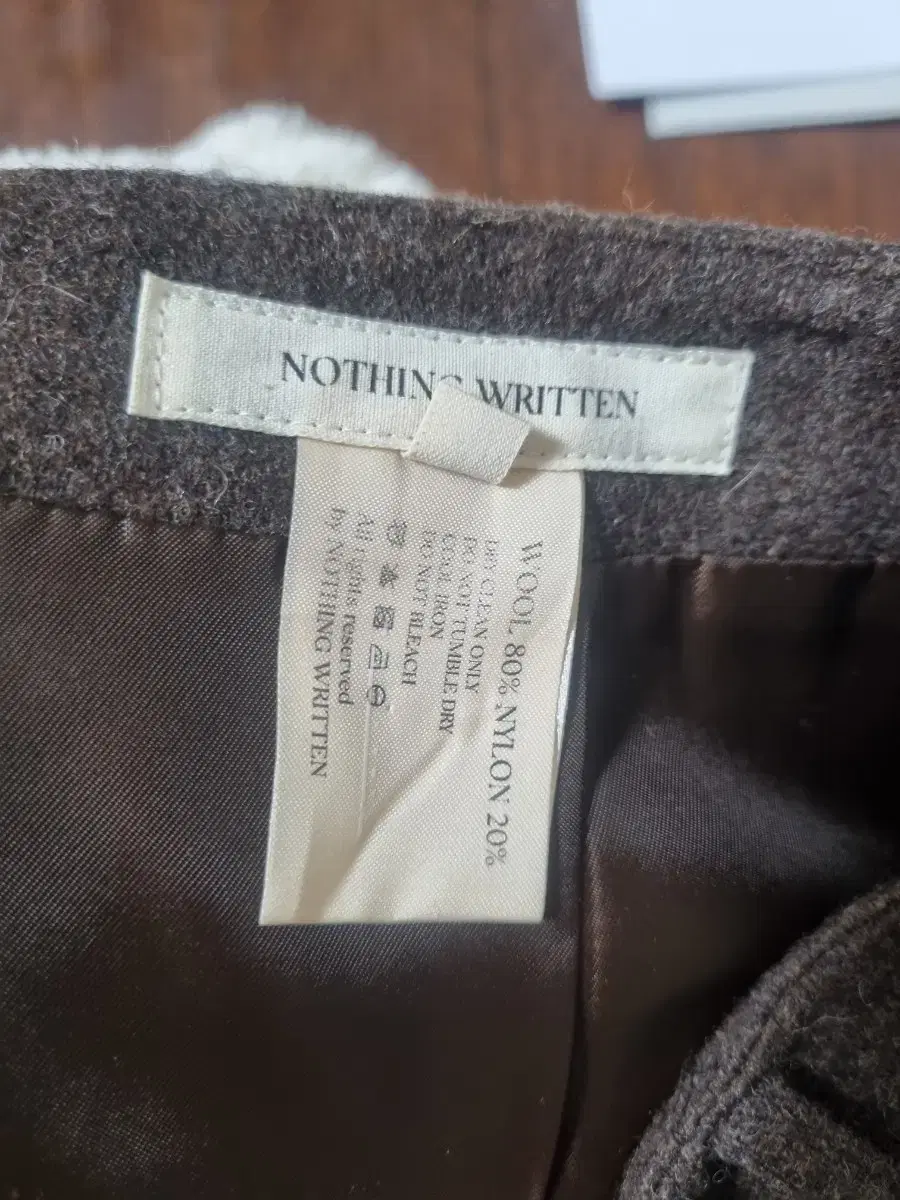 NOTHING WRITTEN
WOOL 80% NYLON 20%
DRY CLEAN ONLY
DO NOT TUMBLE DRY
COOL IRON
DO NOT BLEACH
All rights reserved
by NOTHING WRITTEN